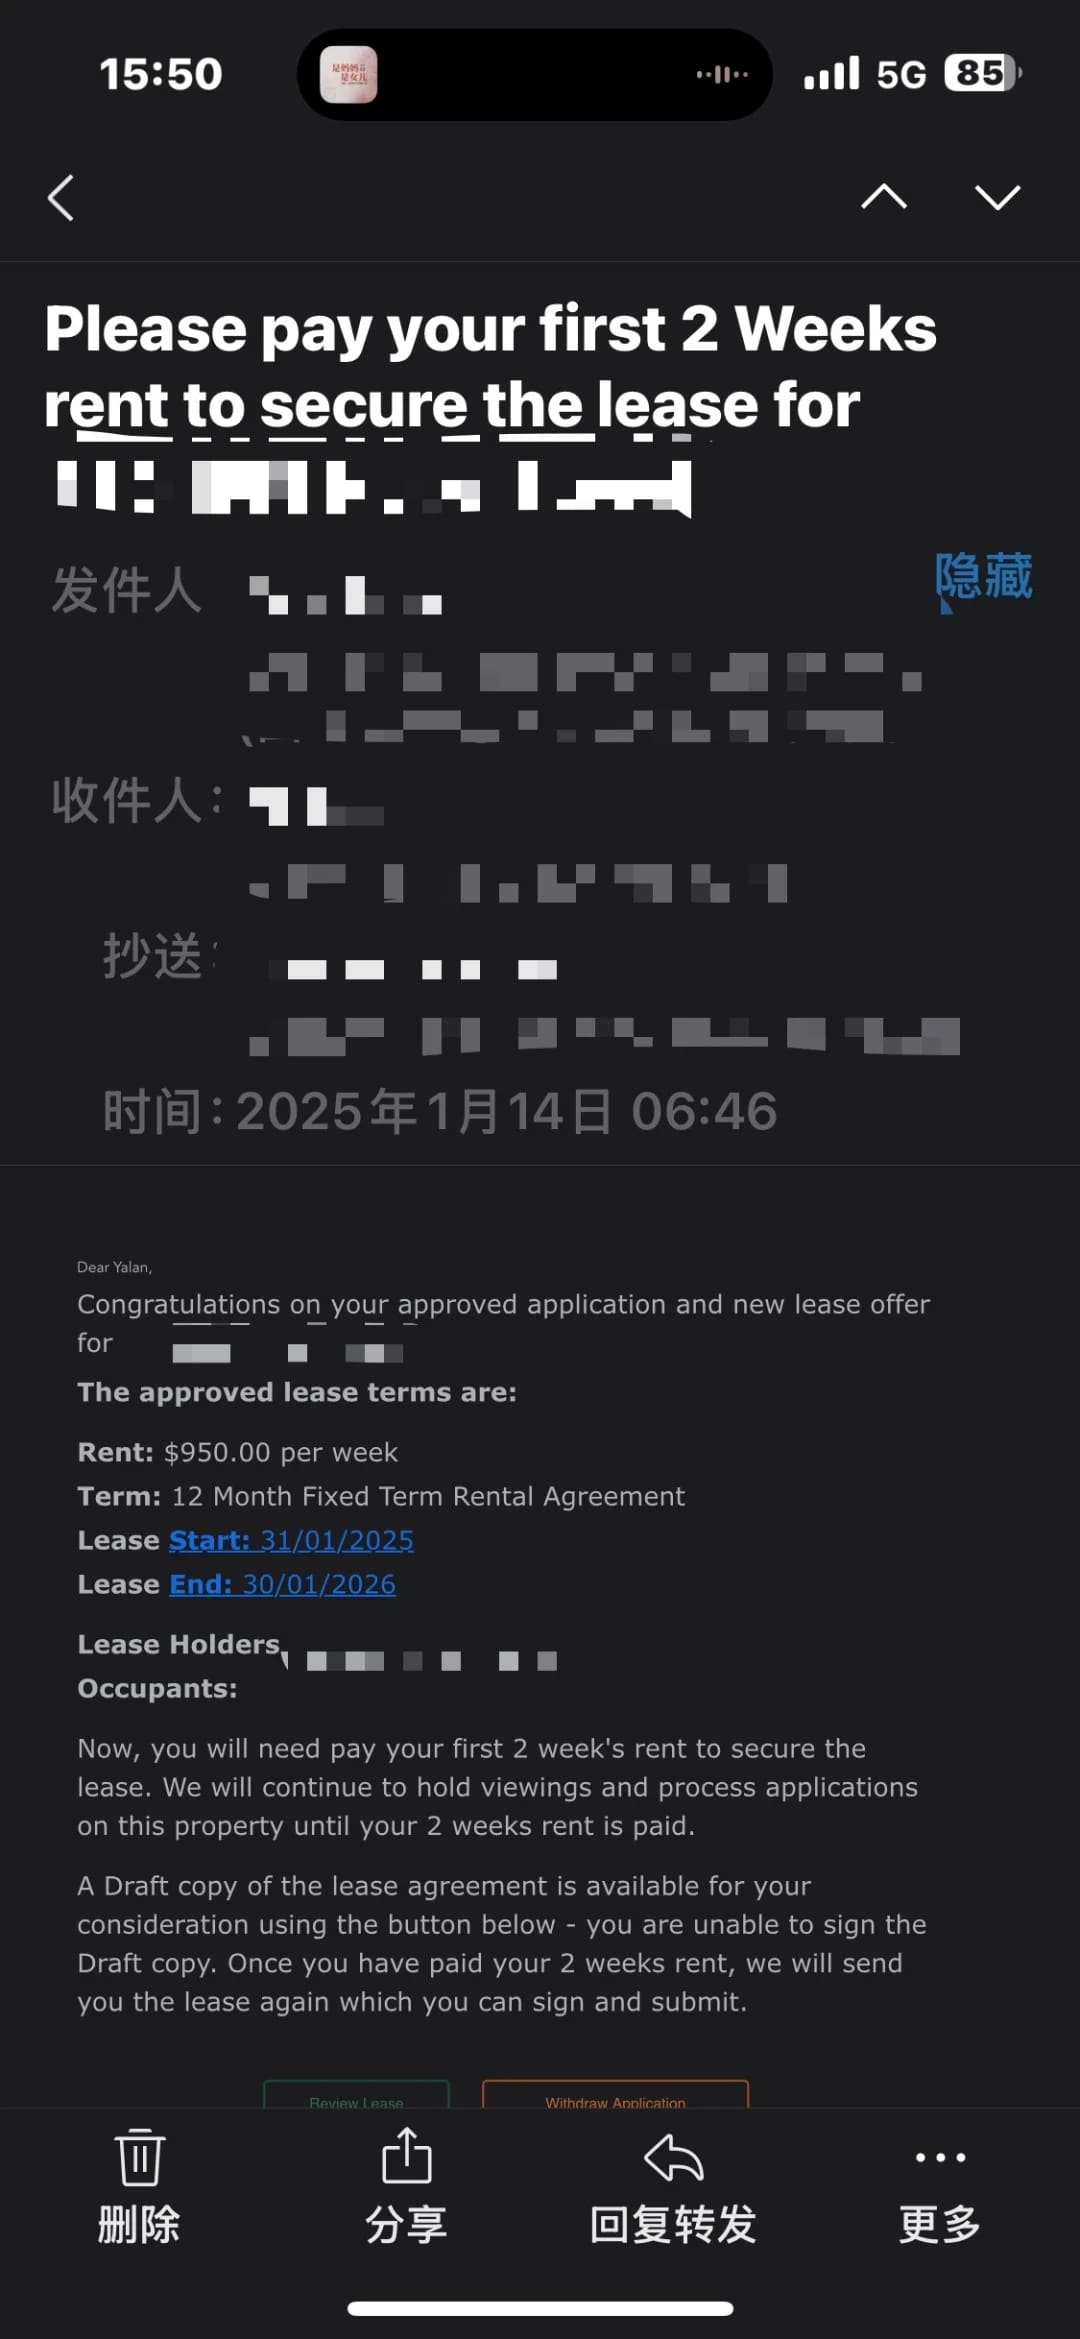 15:50
是妈妈
是女儿
5G
85
Please pay your first 2 Weeks
rent to secure the lease for
发件人
隐藏
收件人:
抄送:
时间:2025年1月14日 06:46
Dear Yalan,
Congratulations on your approved application and new lease offer
for
The approved lease terms are:
Rent: $950.00 per week
Term: 12 Month Fixed Term Rental Agreement
Lease Start: 31/01/2025
Lease End: 30/01/2026
Lease Holders
Occupants:
Now, you will need pay your first 2 week's rent to secure the
lease. We will continue to hold viewings and process applications
on this property until your 2 weeks rent is paid.
A Draft copy of the lease agreement is available for your
consideration using the button below - you are unable to sign the
Draft copy. Once you have paid your 2 weeks rent, we will send
you the lease again which you can sign and submit.
Review Lease
Withdraw Application
删除
分享
回复转发
更多